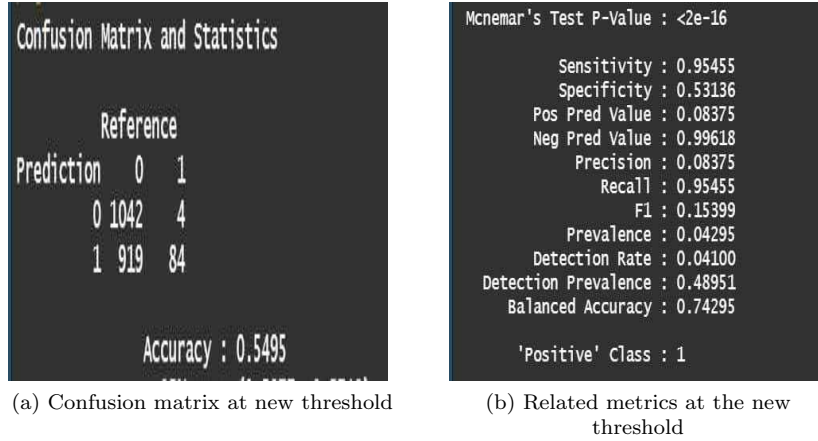 Confusion Matrix and Statistics
Reference
Prediction 0 1
0 1042 4
1 919 84
Accuracy : 0.5495
(a) Confusion matrix at new threshold
Mcnemar's Test P-Value : <2e-16
Sensitivity : 0.95455
Specificity : 0.53136
Pos Pred Value : 0.08375
Neg Pred Value : 0.99618
Precision : 0.08375
Recall : 0.95455
F1 : 0.15399
Prevalence : 0.04295
Detection Rate : 0.04100
Detection Prevalence : 0.48951
Balanced Accuracy : 0.74295
'Positive' Class : 1
(b) Related metrics at the new
threshold